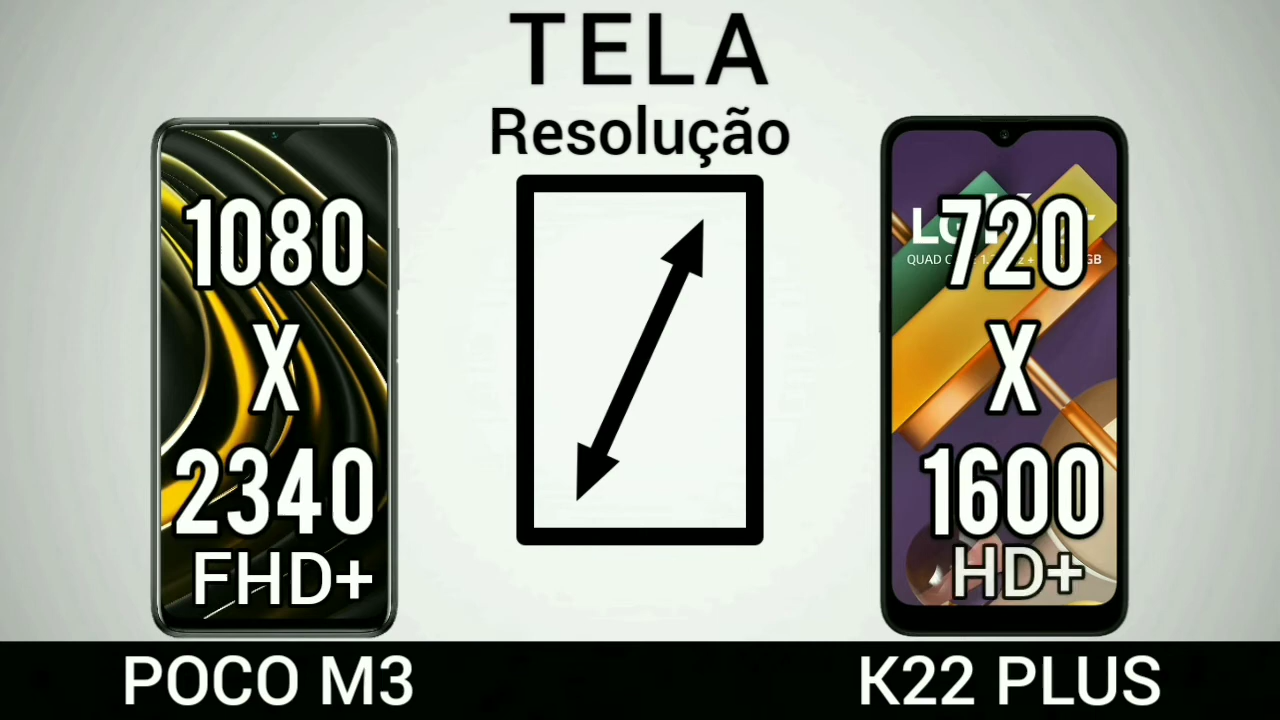 TELA
Resolução
1080
X
2340
FHD+
720
X
1600
HD+
POCO M3
K22 PLUS